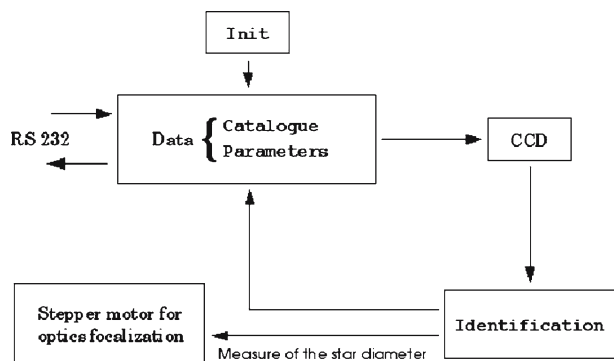 Init
RS 232
Data { Catalogue
Parameters
CCD
Stepper motor for
optics focalization
Identification
Measure of the star diameter